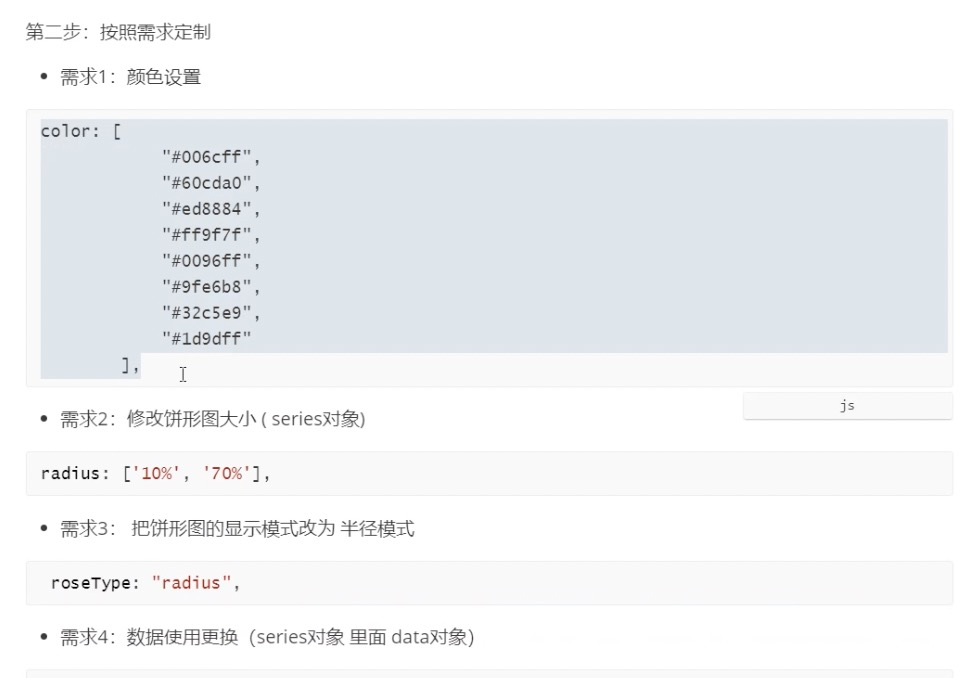 第二步：按照需求定制
需求1：颜色设置
color: [
"#006cff",
"#60cda0",
"#ed8884",
"#ff9f7f",
"#0096ff",
"#9fe6b8",
"#32c5e9",
"#1d9dff"
],
js
需求2：修改饼形图大小 ( series对象)
radius: ['10%', '70%'],
需求3： 把饼形图的显示模式改为 半径模式
roseType: "radius",
需求4：数据使用更换（series对象 里面 data对象）